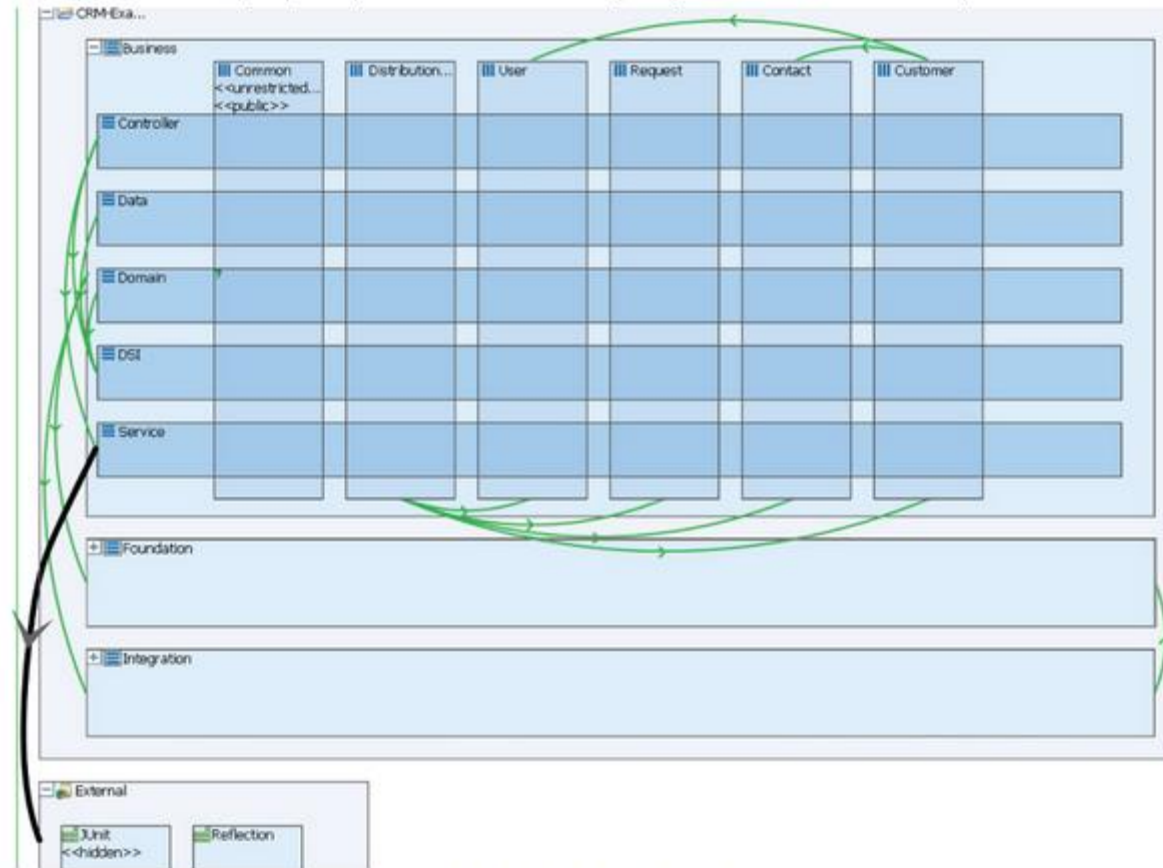 CRM-Exa...
Business
Common
<<unrestricted...
<<public>>
Distribution...
User
Request
Contact
Customer
Controller
Data
Domain
DSI
Service
Foundation
Integration
External
JUnit
<<hidden>>
Reflection